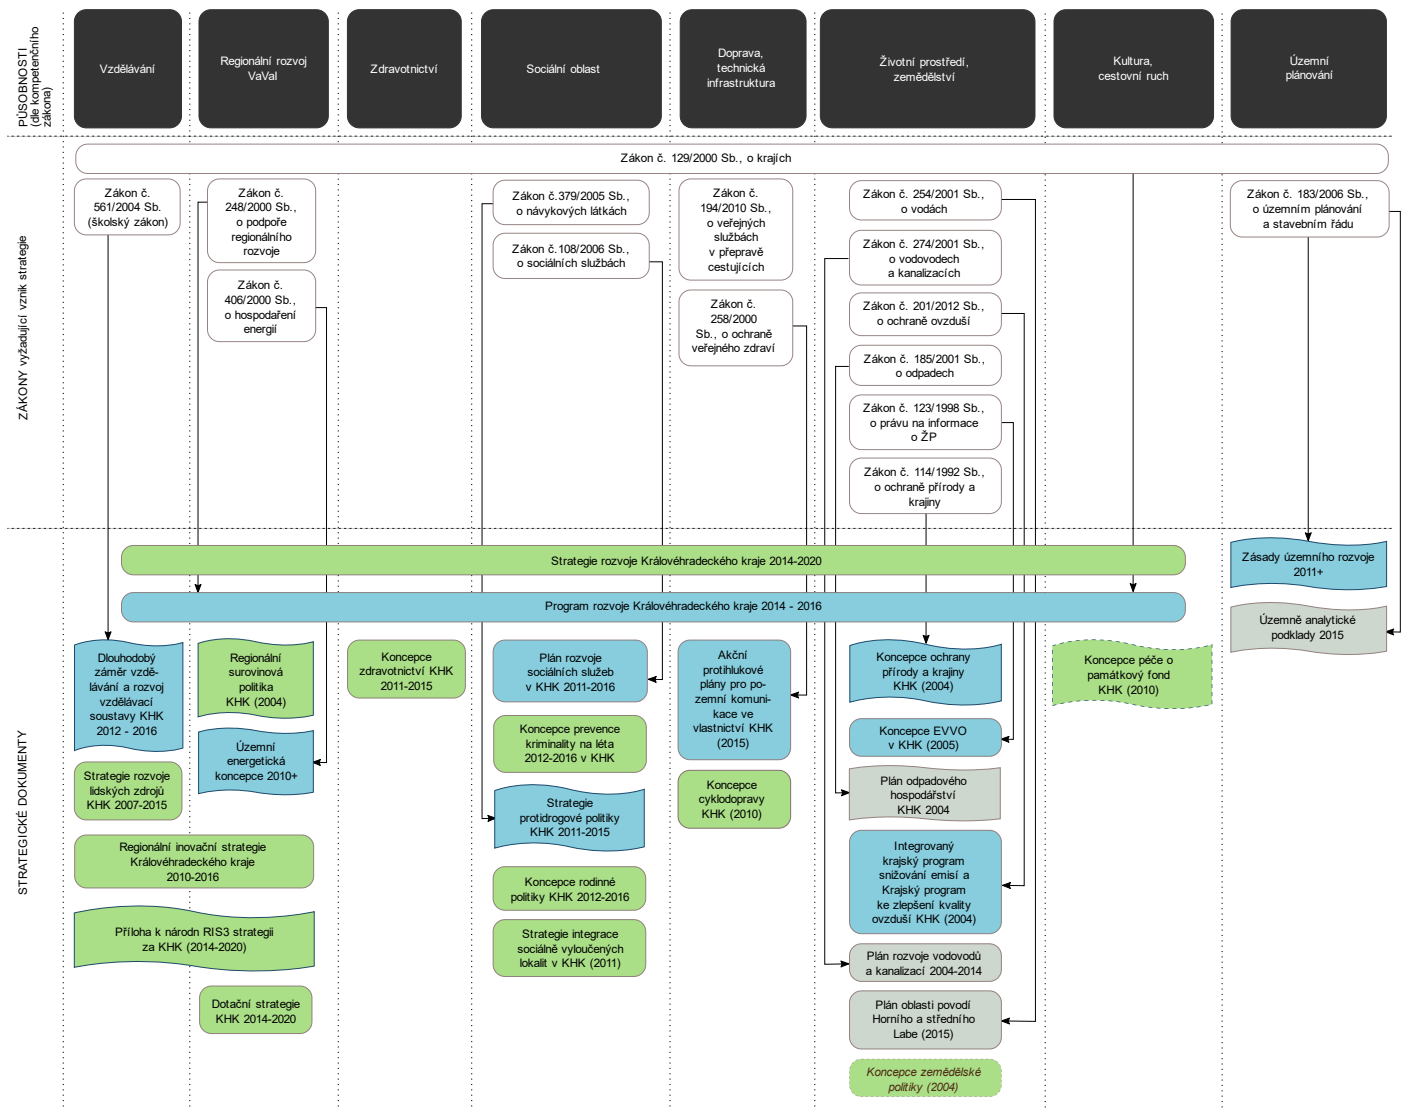 PŮSOBNOSTI
(dle kompetenčního
zákona)
Vzdělávání
Regionální rozvoj
VaVaI
Zdravotnictví
Sociální oblast
Doprava,
technická
infrastruktura
Životní prostředí,
zemědělství,
Kultura,
cestovní ruch
Územní
plánování
ZÁKONY vyžadující vznik strategie
Zákon č. 129/2000 Sb., o krajích
Zákon č.
561/2004 Sb.
(školský zákon)
Zákon č.
248/2000 Sb.,
o podpoře
regionálního
rozvoje
Zákon č.
406/2000 Sb.,
o hospodaření
energií
Zákon č.379/2005 Sb.,
o návykových látkách
Zákon č.108/2006 Sb.,
o sociálních službách
Zákon č.
194/2010 Sb.,
o veřejných
službách
v přepravě
cestujících
Zákon č.
258/2000
Sb., o ochraně
veřejného zdraví
Zákon č. 254/2001 Sb.,
o vodách
Zákon č. 274/2001 Sb.,
o vodovodech
a kanalizacích
Zákon č. 201/2012 Sb.,
o ochraně ovzduší
Zákon č. 185/2001 Sb.,
o odpadech
Zákon č. 123/1998 Sb.,
o právu na informace
o ŽP
Zákon č. 114/1992 Sb.,
o ochraně přírody a
krajiny
Zákon č. 183/2006 Sb.,
o územním plánování
a stavebním řádu
STRATEGICKÉ DOKUMENTY
Strategie rozvoje Královéhradeckého kraje 2014-2020
Program rozvoje Královéhradeckého kraje 2014 - 2016
Zásady územního rozvoje
2011+
Územně analytické
podklady 2015
Dlouhodobý
záměr vzdě-
lávání a rozvoj
vzdělávací
soustavy KHK
2012 - 2016
Strategie rozvoje
lidských zdrojů
KHK 2007-2015
Regionální
surovinová
politika
KHK (2004)
Územní
energetická
koncepce 2010+
Regionální inovační strategie
Královéhradeckého kraje
2010-2016
Příloha k národn RIS3 strategii
za KHK (2014-2020)
Dotační strategie
KHK 2014-2020
Koncepce
zdravotnictví KHK
2011-2015
Plán rozvoje
sociálních služeb
v KHK 2011-2016
Koncepce prevence
kriminality na léta
2012-2016 v KHK
Strategie
protidrogové politiky
KHK 2011-2015
Koncepce rodinné
politiky KHK 2012-2016
Strategie integrace
sociálně vyloučených
lokalit v KHK (2011)
Akční
protihlukové
plány pro po-
zemní komuni-
kace ve
vlastnictví KHK
(2015)
Koncepce
cyklodopravy
KHK (2010)
Koncepce ochrany
přírody a krajiny
KHK (2004)
Koncepce EVVO
v KHK (2005)
Plán odpadového
hospodářství
KHK 2004
Integrovaný
krajský program
snižování emisí a
Krajský program
ke zlepšení kvality
ovzduší KHK (2004)
Plán rozvoje vodovodů
a kanalizací 2004-2014
Plán oblasti povodí
Horního a středního
Labe (2015)
Koncepce zemědělské
politiky (2004)
Koncepce péče o
památkový fond
KHK (2010)